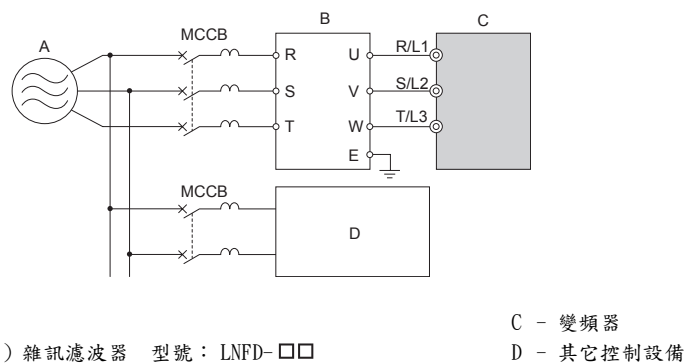 B
C
A
MCCB
R
U
R/L1
S
V
S/L2
T
W
T/L3
E
MCCB
D
C - 變頻器
) 雜訊濾波器 型號：LNFD-□□
D - 其它控制設備